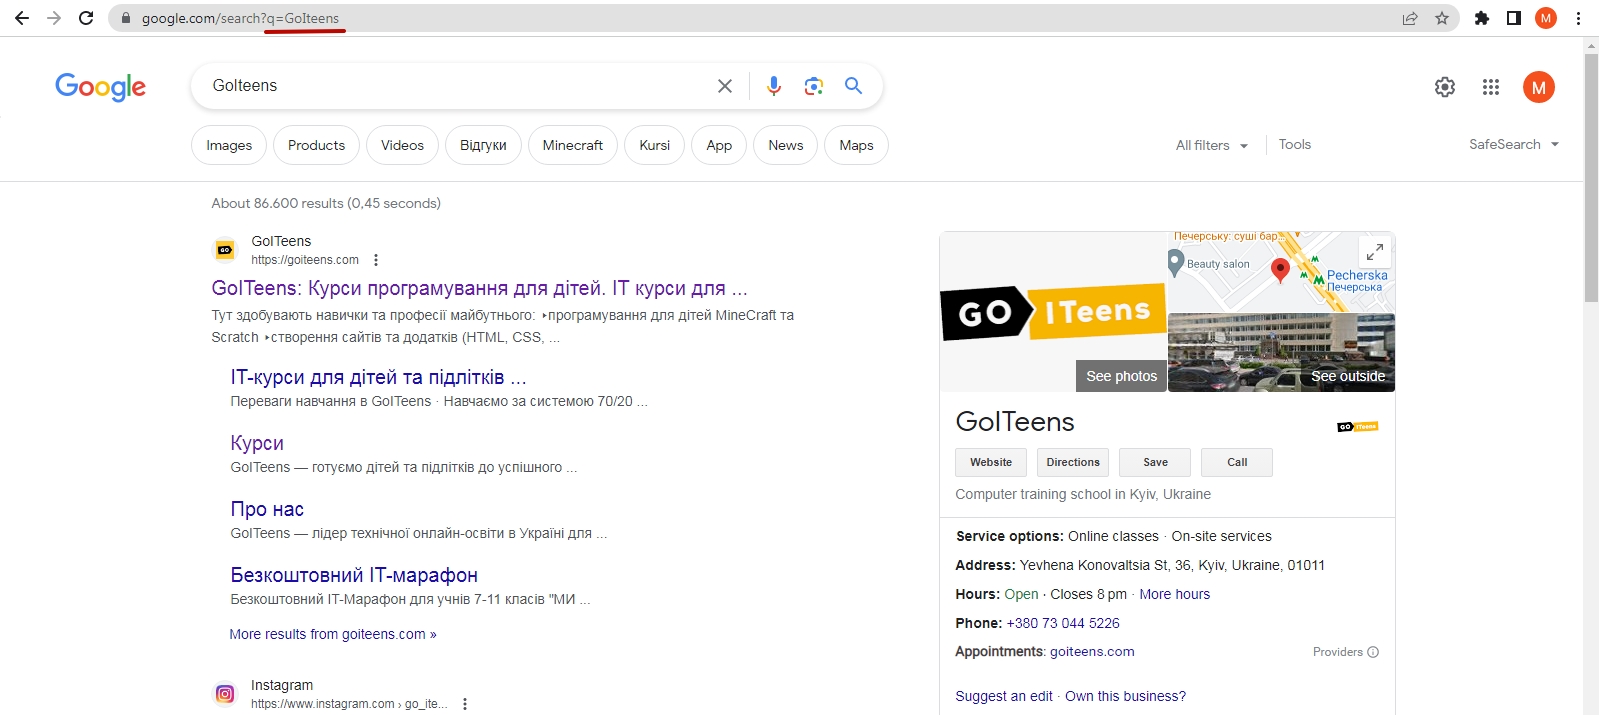 google.com/search?q=GoIteens
M
Google
GoIteens
M
Images
Products
Videos
Відгуки
Minecraft
Kursi
App
News
Maps
All filters
Tools
SafeSearch
About 86.600 results (0,45 seconds)
GO
GoITeens
https://goiteens.com
GoITeens: Курси програмування для дітей. ІТ курси для ...
Тут здобувають навички та професії майбутнього: ‣програмування для дітей MineCraft та
Scratch ‣створення сайтів та додатків (HTML, CSS, ...
ІТ-курси для дітей та підлітків ...
Переваги навчання в GoITeens · Навчаємо за системою 70/20 ...
Курси
GoITeens — готуємо дітей та підлітків до успішного ...
Про нас
GoITeens — лідер технічної онлайн-освіти в Україні для ...
Безкоштовний ІТ-марафон
Безкоштовний ІТ-Марафон для учнів 7-11 класів "МИ ...
More results from goiteens.com »
Instagram
https://www.instagram.com › go_ite...
GO ITeens
See photos
Печерську: суші бар...
Beauty salon
Pecherska
Печерська
See outside
GoITeens
GO ITeens
Website
Directions
Save
Call
Computer training school in Kyiv, Ukraine
Service options: Online classes · On-site services
Address: Yevhena Konovaltsia St, 36, Kyiv, Ukraine, 01011
Hours: Open · Closes 8 pm · More hours
Phone: +380 73 044 5226
Appointments: goiteens.com
Providers
Suggest an edit · Own this business?